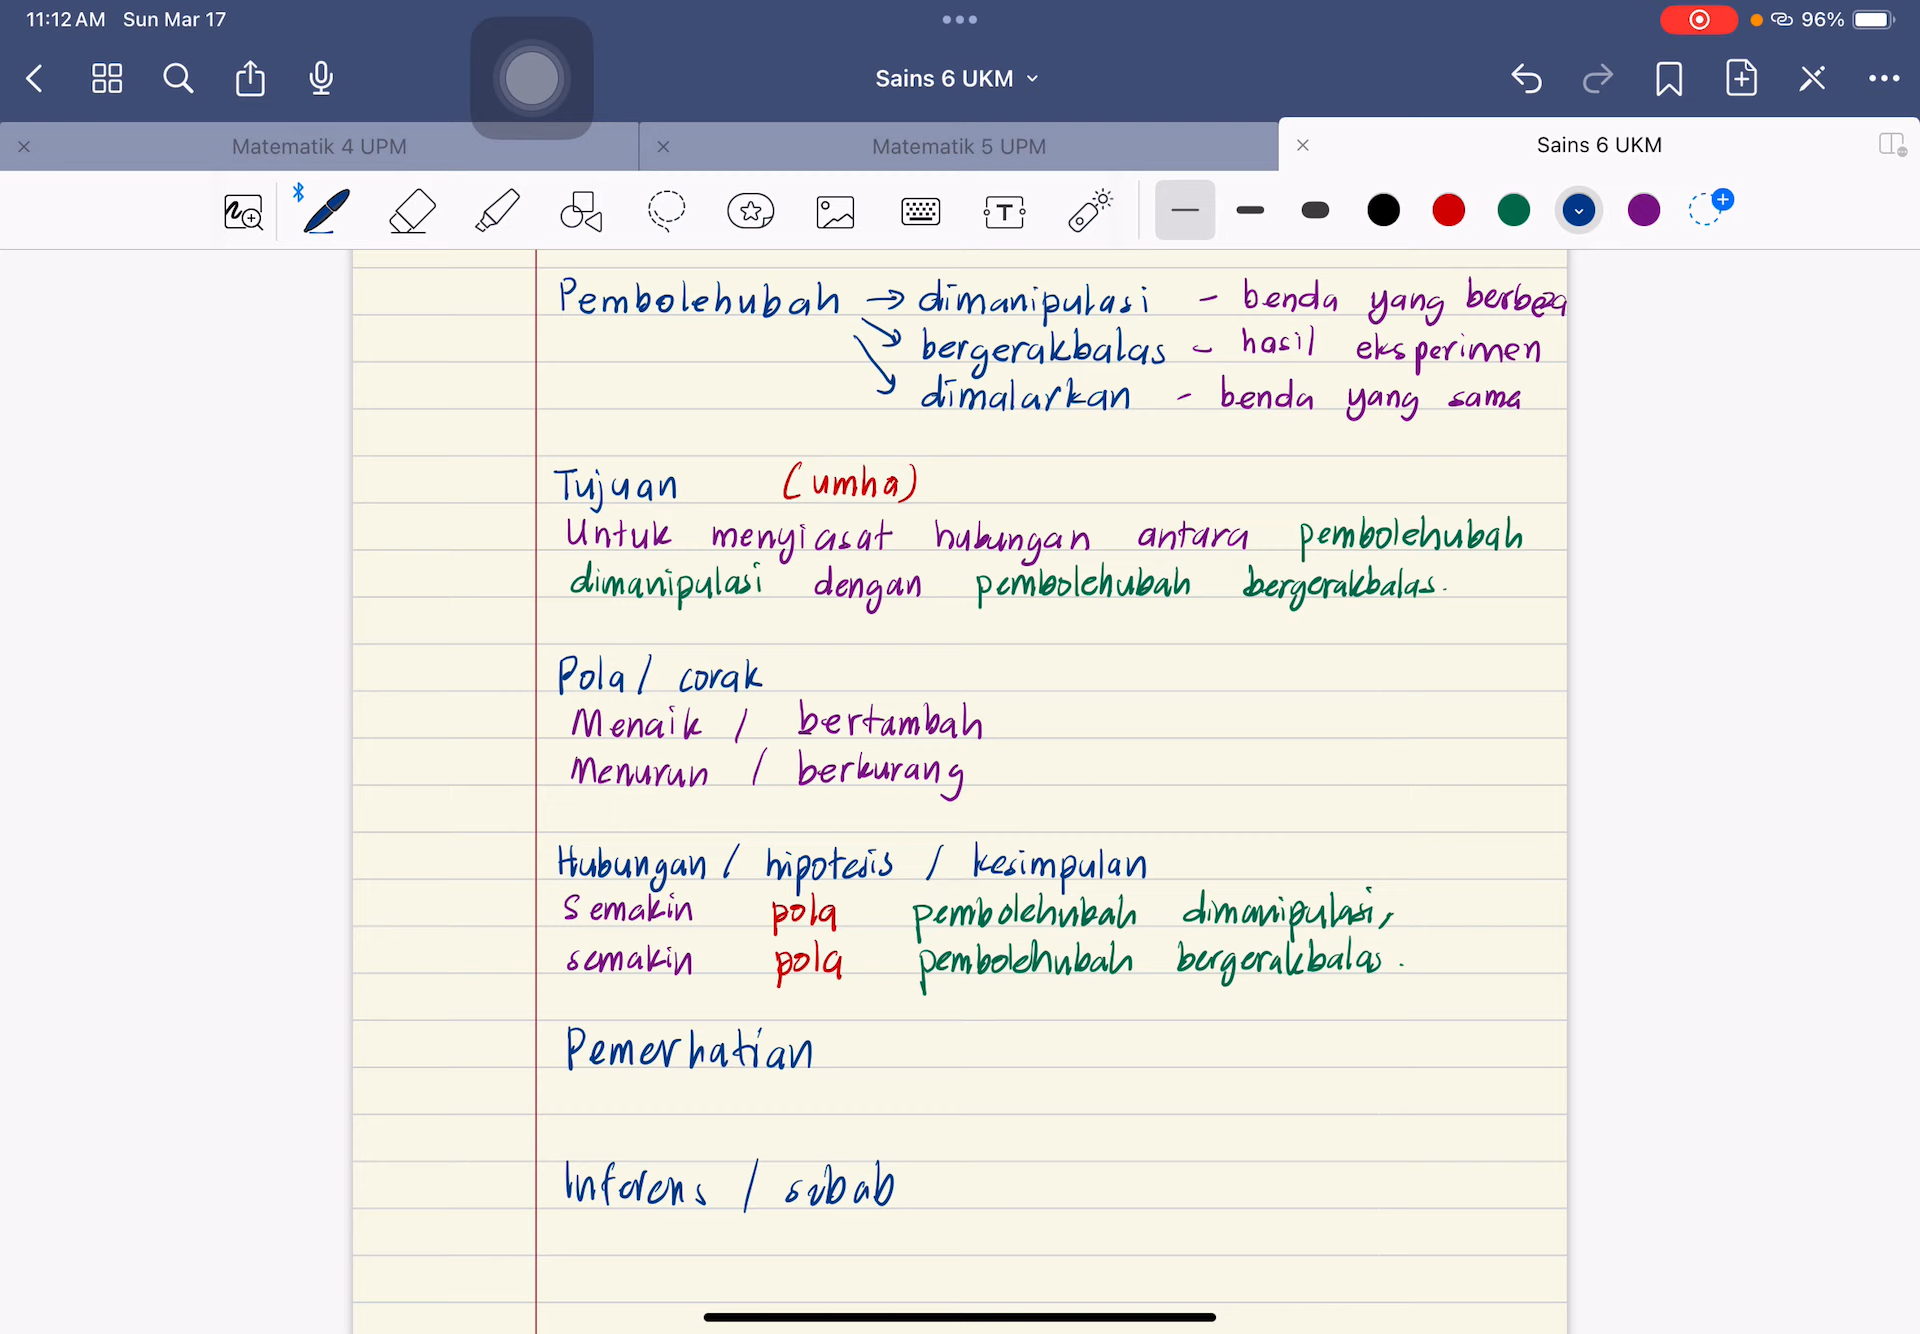 11:12 AM Sun Mar 17
96%
Sains 6 UKM
Matematik 4 UPM
Matematik 5 UPM
Sains 6 UKM
Pembolehubah → dimanipulasi - benda yang berbeza
bergerakbalas - hasil eksperimen
dimalarkan - benda yang sama
Tujuan (umha)
Untuk menyiasat hubungan antara pembolehubah
dimanipulasi dengan pembolehubah bergerakbalas.
Pola / corak
Menaik / bertambah
Menurun / berkurang
Hubungan / hipotesis / kesimpulan
Semakin pola pembolehubah dimanipulasi,
semakin pola pembolehubah bergerakbalas.
Pemerhatian
Inferens / sebab